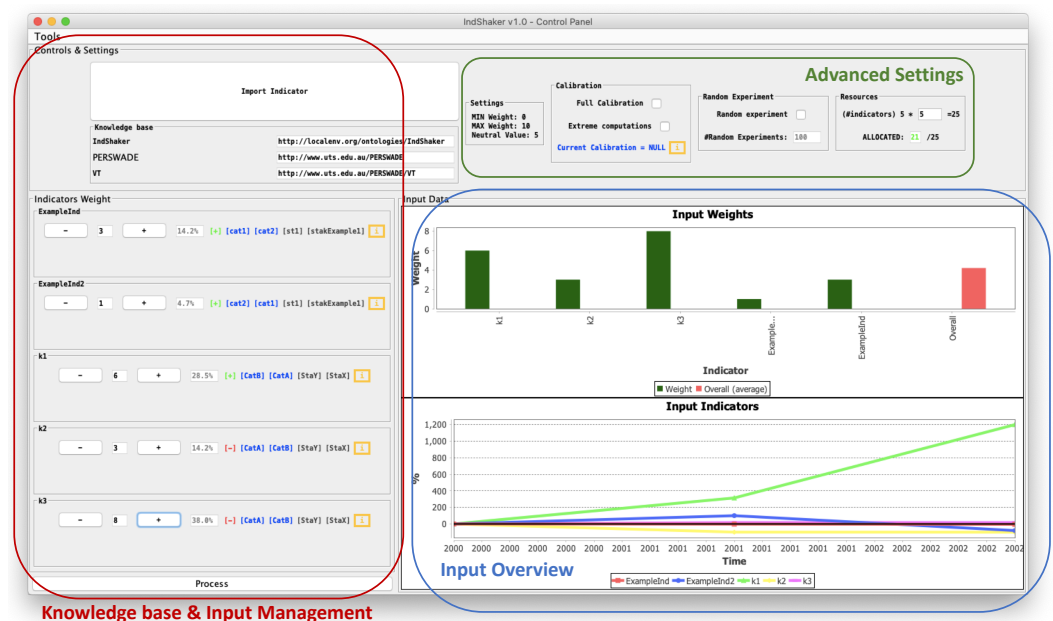 IndShaker v1.0 - Control Panel
Tools
Controls & Settings
Import Indicator
Knowledge base
IndShaker http://localenv.org/ontologies/IndShaker
PERSWADE http://www.uts.edu.au/PERSWADE
VT http://www.uts.edu.au/PERSWADE/VT
Advanced Settings
Settings
MIN Weight: 0
MAX Weight: 10
Neutral Value: 5
Calibration
Full Calibration
Extreme computations
Current Calibration = NULL i
Random Experiment
Random experiment
#Random Experiments: 100
Resources
(#indicators) 5 * 5 =25
ALLOCATED: 21 /25
Indicators Weight
ExampleInd
- 3 + 14.2% [+] [cat1] [cat2] [st1] [stakExample1] i
ExampleInd2
- 1 + 4.7% [+] [cat2] [cat1] [st1] [stakExample1] i
k1
- 6 + 28.5% [+] [CatB] [CatA] [StaY] [StaX] i
k2
- 3 + 14.2% [-] [CatA] [CatB] [StaY] [StaX] i
k3
- 8 + 38.0% [-] [CatA] [CatB] [StaY] [StaX] i
Process
Knowledge base & Input Management
Input Data
Input Weights
Weight
8
6
4
2
0
k1 k2 k3 Example... ExampleInd Overall
Indicator
Weight Overall (average)
Input Indicators
%
1,200
1,000
800
600
400
200
0
2000 2000 2000 2000 2000 2001 2001 2001 2001 2001 2001 2001 2002 2002 2002 2002 2002
Time
Input Overview
ExampleInd ExampleInd2 k1 k2 k3